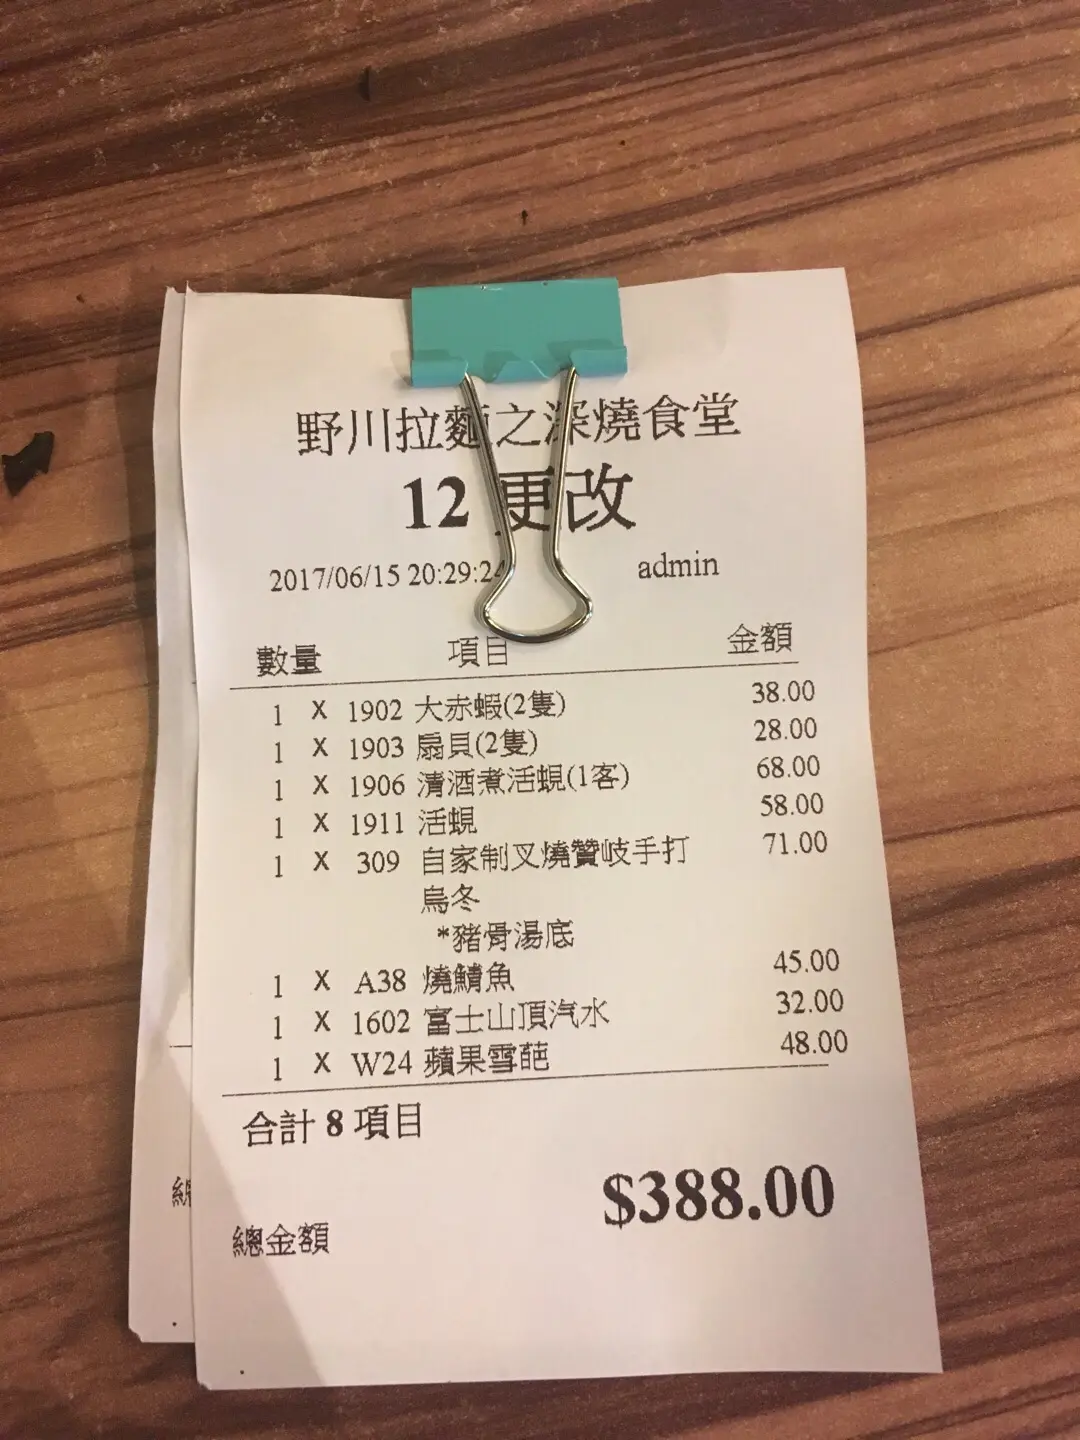 野川拉麵之深燒食堂
12 更改
2017/06/15 20:29:24 admin
數量 項目 金額
1 X 1902 大赤蝦(2隻) 38.00
1 X 1903 扇貝(2隻) 28.00
1 X 1906 清酒煮活蜆(1客) 68.00
1 X 1911 活蜆 58.00
1 X 309 自家制叉燒贊岐手打 71.00
烏冬
*豬骨湯底
1 X A38 燒鯖魚 45.00
1 X 1602 富士山頂汽水 32.00
1 X W24 蘋果雪葩 48.00
合計 8 項目
$388.00
總金額
總